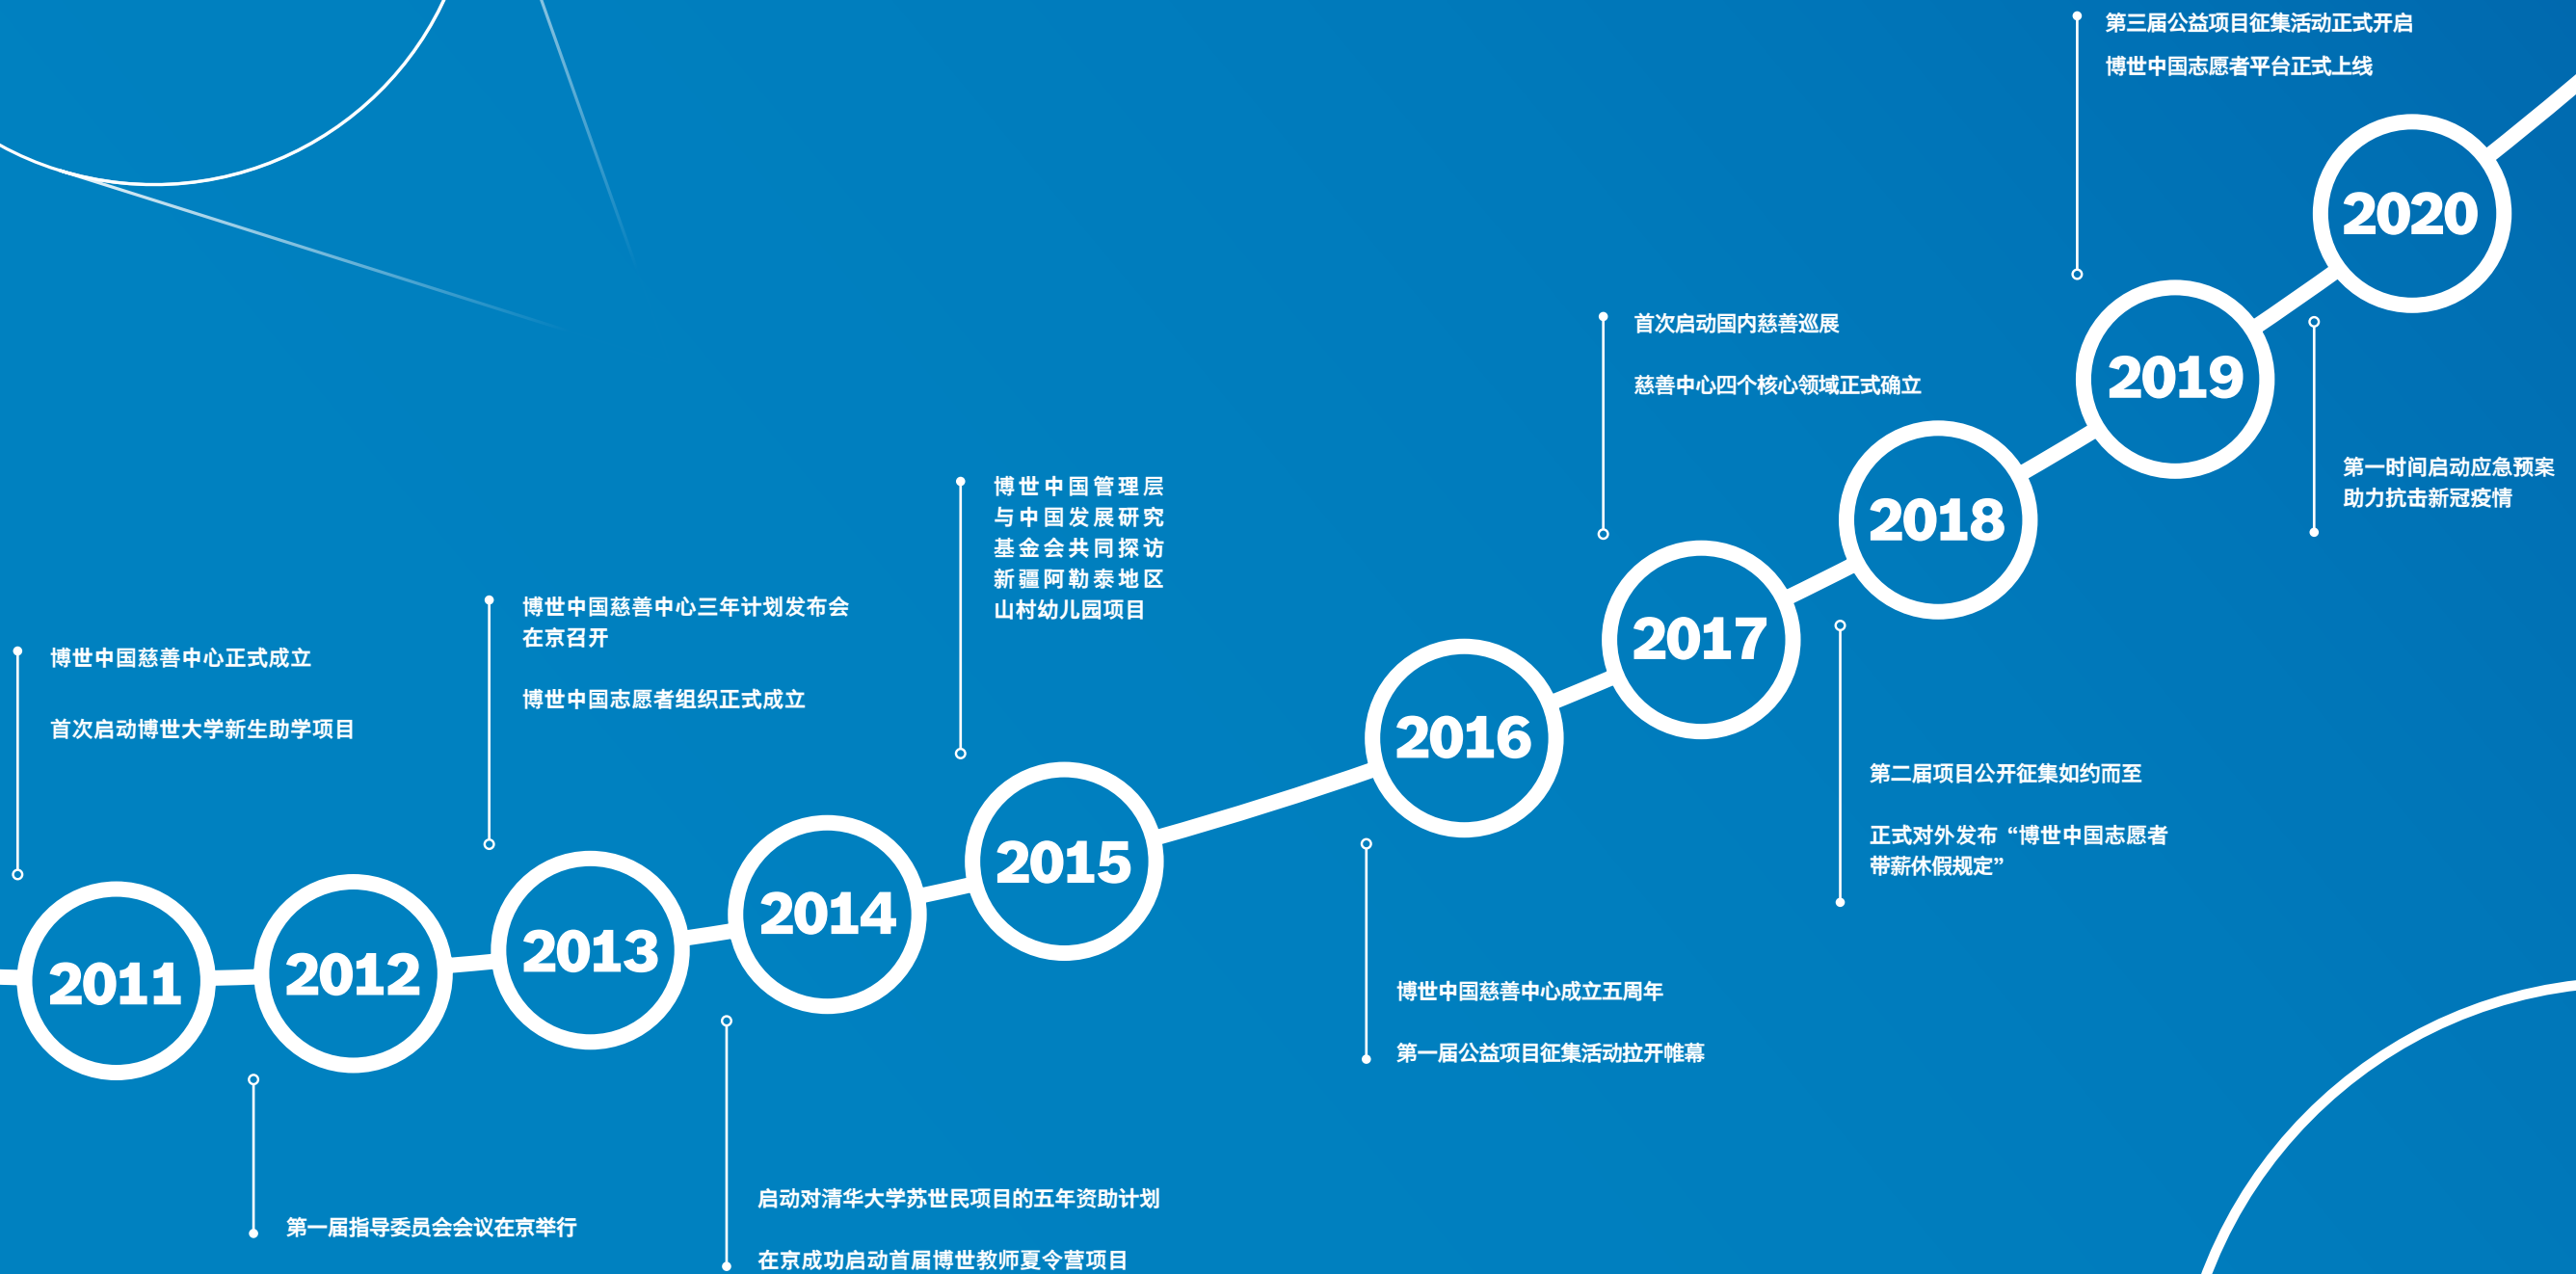 博世中国慈善中心正式成立
首次启动博世大学新生助学项目
2011
2012
第一届指导委员会会议在京举行
博世中国慈善中心三年计划发布会
在京召开
博世中国志愿者组织正式成立
2013
2014
启动对清华大学苏世民项目的五年资助计划
在京成功启动首届博世教师夏令营项目
博世中国管理层
与中国发展研究
基金会共同探访
新疆阿勒泰地区
山村幼儿园项目
2015
2016
博世中国慈善中心成立五周年
第一届公益项目征集活动拉开帷幕
首次启动国内慈善巡展
慈善中心四个核心领域正式确立
2017
2018
第二届项目公开征集如约而至
正式对外发布“博世中国志愿者
带薪休假规定”
第三届公益项目征集活动正式开启
博世中国志愿者平台正式上线
2019
2020
第一时间启动应急预案
助力抗击新冠疫情